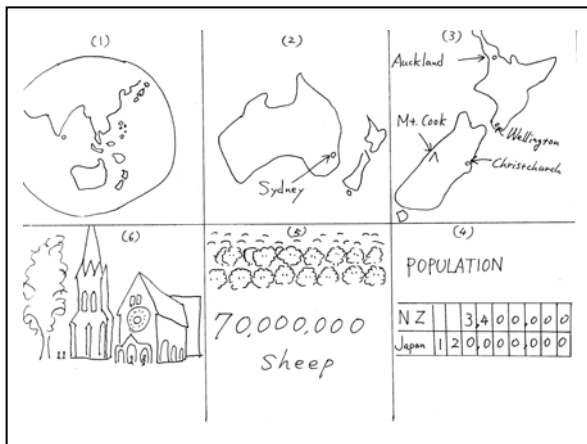 (1)
(2)
Sydney
(3)
Auckland
Mt. Cook
Wellington
Christchurch
(6)
(5)
70,000,000
Sheep
(4)
POPULATION
NZ 3,400,000
Japan 120,000,000